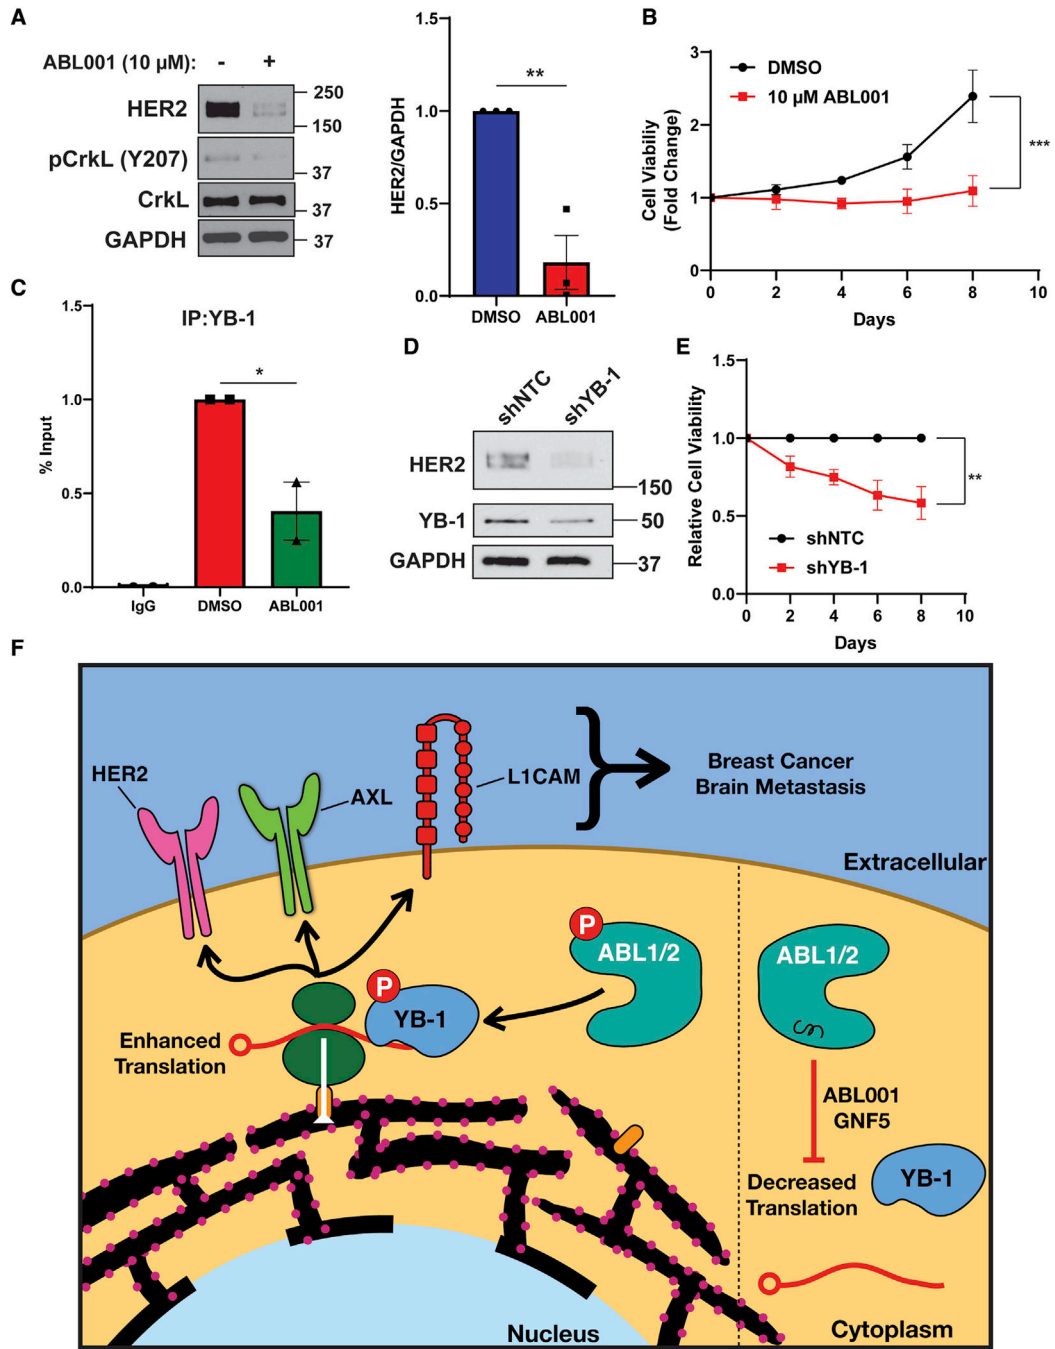 A
ABL001 (10 µM): - +
HER2
250
150
pCrkL (Y207)
37
CrkL
37
GAPDH
37
HER2/GAPDH
1.5
1.0
0.5
0.0
**
DMSO ABL001
B
Cell Viability
(Fold Change)
3
2
1
0
DMSO
10 µM ABL001
***
0 2 4 6 8 10
Days
C
IP:YB-1
% Input
1.5
1.0
0.5
0.0
*
IgG DMSO ABL001
D
shNTC shYB-1
HER2
150
YB-1
50
GAPDH
37
E
Relative Cell Viability
1.5
1.0
0.5
0.0
**
shNTC
shYB-1
0 2 4 6 8 10
Days
F
HER2
AXL
L1CAM
Breast Cancer
Brain Metastasis
Extracellular
P
ABL1/2
ABL1/2
P
YB-1
Enhanced
Translation
ABL001
GNF5
Decreased
Translation
YB-1
Nucleus
Cytoplasm